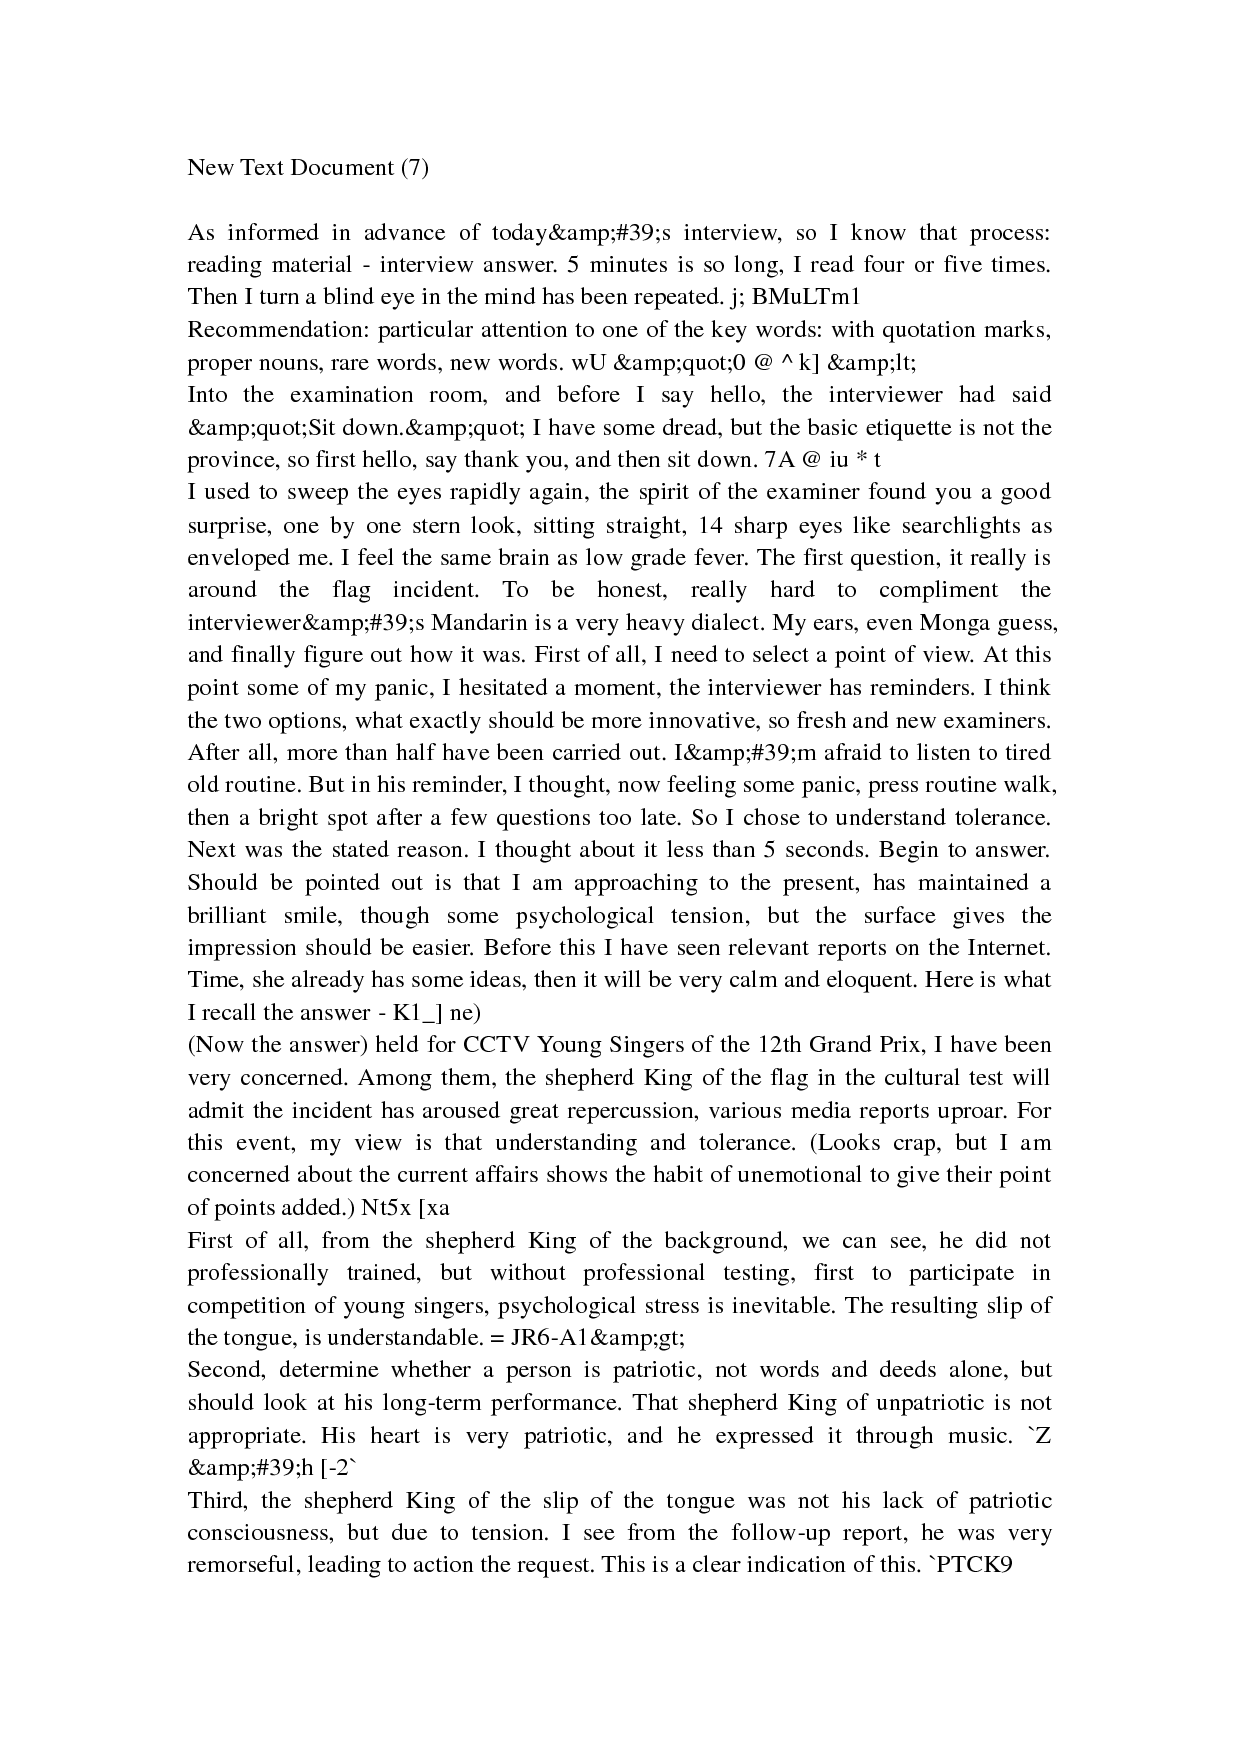 New Text Document (7)
As informed in advance of today&amp;#39;s interview, so I know that process:
reading material - interview answer. 5 minutes is so long, I read four or five times.
Then I turn a blind eye in the mind has been repeated. j; BMuLTm1
Recommendation: particular attention to one of the key words: with quotation marks,
proper nouns, rare words, new words. wU &amp;quot;0 @ ^ k] &amp;lt;
Into the examination room, and before I say hello, the interviewer had said
&amp;quot;Sit down.&amp;quot; I have some dread, but the basic etiquette is not the
province, so first hello, say thank you, and then sit down. 7A @ iu * t
I used to sweep the eyes rapidly again, the spirit of the examiner found you a good
surprise, one by one stern look, sitting straight, 14 sharp eyes like searchlights as
enveloped me. I feel the same brain as low grade fever. The first question, it really is
around the flag incident. To be honest, really hard to compliment the
interviewer&amp;#39;s Mandarin is a very heavy dialect. My ears, even Monga guess,
and finally figure out how it was. First of all, I need to select a point of view. At this
point some of my panic, I hesitated a moment, the interviewer has reminders. I think
the two options, what exactly should be more innovative, so fresh and new examiners.
After all, more than half have been carried out. I&amp;#39;m afraid to listen to tired
old routine. But in his reminder, I thought, now feeling some panic, press routine walk,
then a bright spot after a few questions too late. So I chose to understand tolerance.
Next was the stated reason. I thought about it less than 5 seconds. Begin to answer.
Should be pointed out is that I am approaching to the present, has maintained a
brilliant smile, though some psychological tension, but the surface gives the
impression should be easier. Before this I have seen relevant reports on the Internet.
Time, she already has some ideas, then it will be very calm and eloquent. Here is what
I recall the answer - K1_] ne)
(Now the answer) held for CCTV Young Singers of the 12th Grand Prix, I have been
very concerned. Among them, the shepherd King of the flag in the cultural test will
admit the incident has aroused great repercussion, various media reports uproar. For
this event, my view is that understanding and tolerance. (Looks crap, but I am
concerned about the current affairs shows the habit of unemotional to give their point
of points added.) Nt5x [xa
First of all, from the shepherd King of the background, we can see, he did not
professionally trained, but without professional testing, first to participate in
competition of young singers, psychological stress is inevitable. The resulting slip of
the tongue, is understandable. = JR6-A1&amp;gt;
Second, determine whether a person is patriotic, not words and deeds alone, but
should look at his long-term performance. That shepherd King of unpatriotic is not
appropriate. His heart is very patriotic, and he expressed it through music. `Z
&amp;#39;h [-2`
Third, the shepherd King of the slip of the tongue was not his lack of patriotic
consciousness, but due to tension. I see from the follow-up report, he was very
remorseful, leading to action the request. This is a clear indication of this. `PTCK9